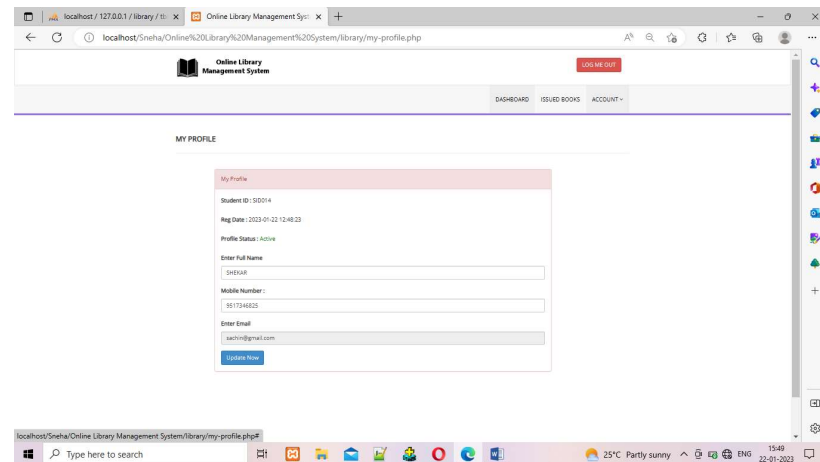 localhost / 127.0.0.1 / library / tb
Online Library Management Syst
localhost/Sneha/Online%20Library%20Management%20System/library/my-profile.php
Online Library
Management System
LOG ME OUT
DASHBOARD ISSUED BOOKS ACCOUNT
MY PROFILE
My Profile
Student ID : SID014
Reg Date : 2023-01-22 12:48:23
Profile Status : Active
Enter Full Name
SHEKAR
Mobile Number :
9517346825
Enter Email
sachin@gmail.com
Update Now
localhost/Sneha/Online Library Management System/library/my-profile.php#
Type here to search
25°C Partly sunny
ENG
15:49
22-01-2023